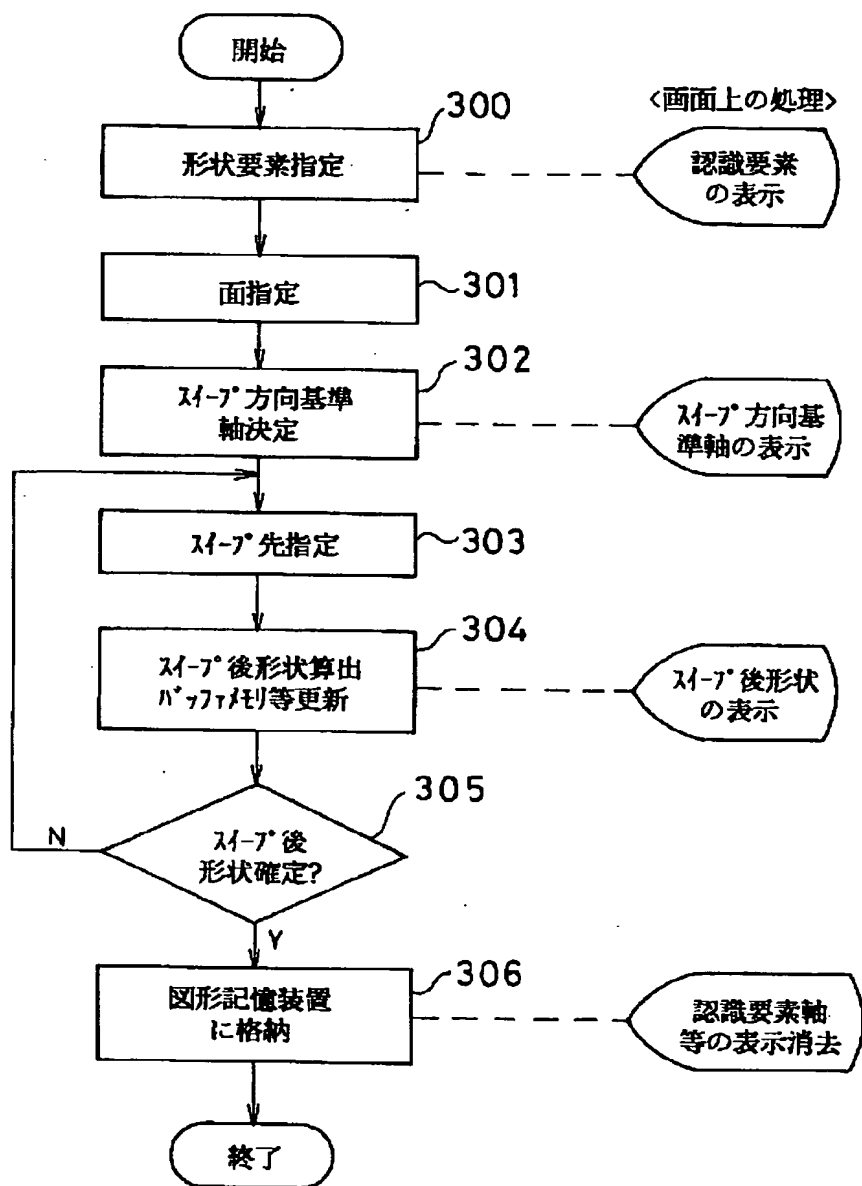 開始
300
<画面上の処理>
形状要素指定
認識要素
の表示
面指定
301
302
ｽｲｰﾌﾟ方向基準
軸決定
ｽｲｰﾌﾟ方向基
準軸の表示
ｽｲｰﾌﾟ先指定
303
304
ｽｲｰﾌﾟ後形状算出
ﾊﾞｯﾌｧﾒﾓﾘ等更新
ｽｲｰﾌﾟ後形状
の表示
305
N
ｽｲｰﾌﾟ後
形状確定?
Y
306
図形記憶装置
に格納
認識要素軸
等の表示消去
終了